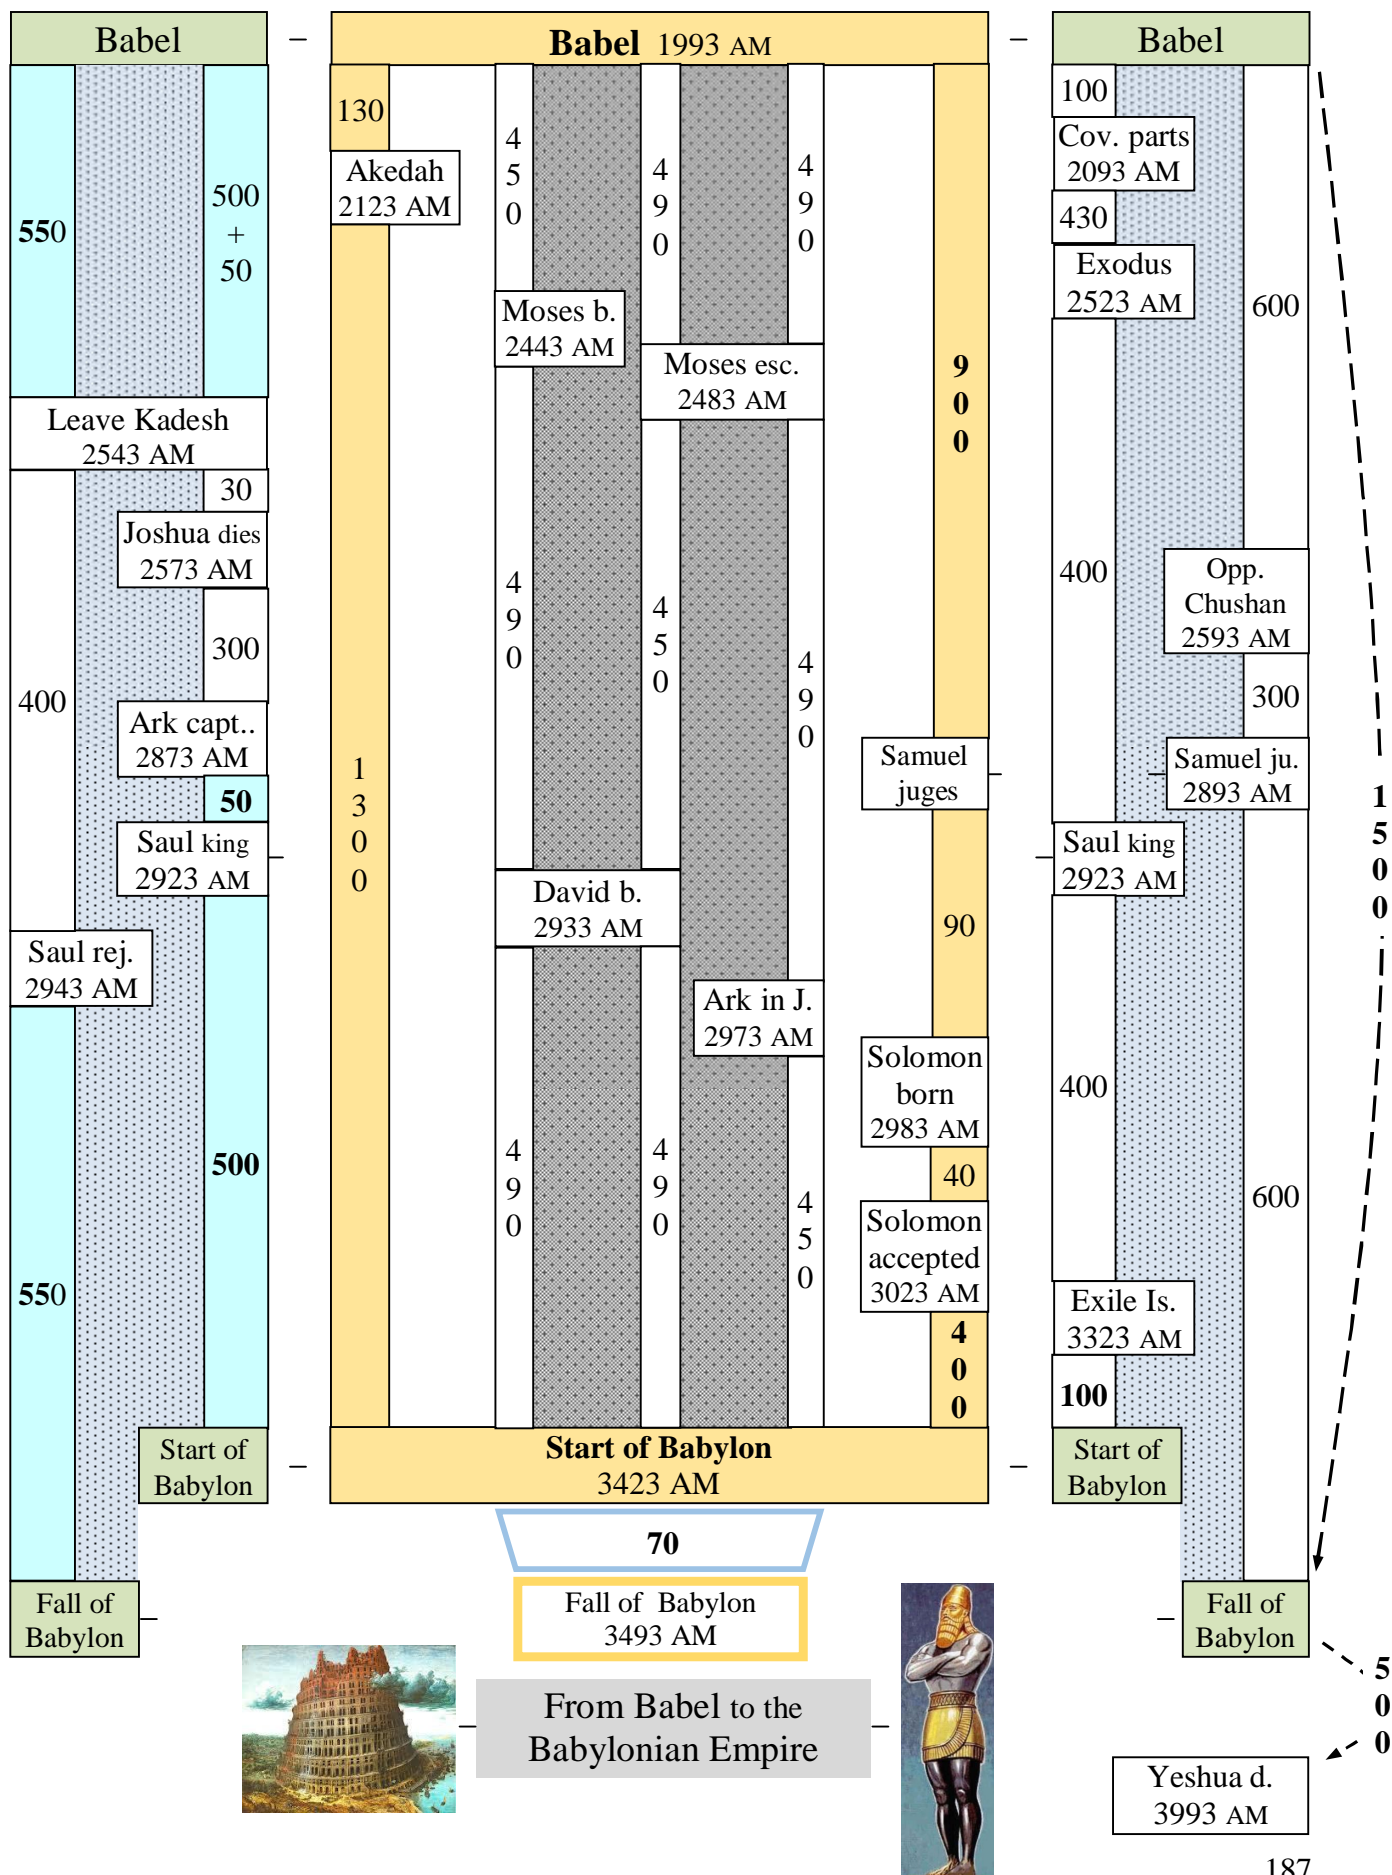 Babel
550
500
+
50
Leave Kadesh
2543 AM
30
Joshua dies
2573 AM
300
400
Ark capt..
2873 AM
50
Saul king
2923 AM
Saul rej.
2943 AM
500
550
Start of
Babylon
Fall of
Babylon
Babel 1993 AM
130
Akedah
2123 AM
1
3
0
0
4
5
0
Moses b.
2443 AM
4
9
0
4
9
0
4
9
0
Moses esc.
2483 AM
4
5
0
4
9
0
David b.
2933 AM
4
9
0
4
9
0
Ark in J.
2973 AM
4
5
0
9
0
0
Samuel
juges
90
Solomon
born
2983 AM
40
Solomon
accepted
3023 AM
4
0
0
Start of Babylon
3423 AM
70
Fall of Babylon
3493 AM
From Babel to the
Babylonian Empire
Babel
100
Cov. parts
2093 AM
430
Exodus
2523 AM
600
400
Opp.
Chushan
2593 AM
300
Samuel ju.
2893 AM
Saul king
2923 AM
400
600
Exile Is.
3323 AM
100
Start of
Babylon
Fall of
Babylon
1
5
0
0
5
0
0
Yeshua d.
3993 AM
187